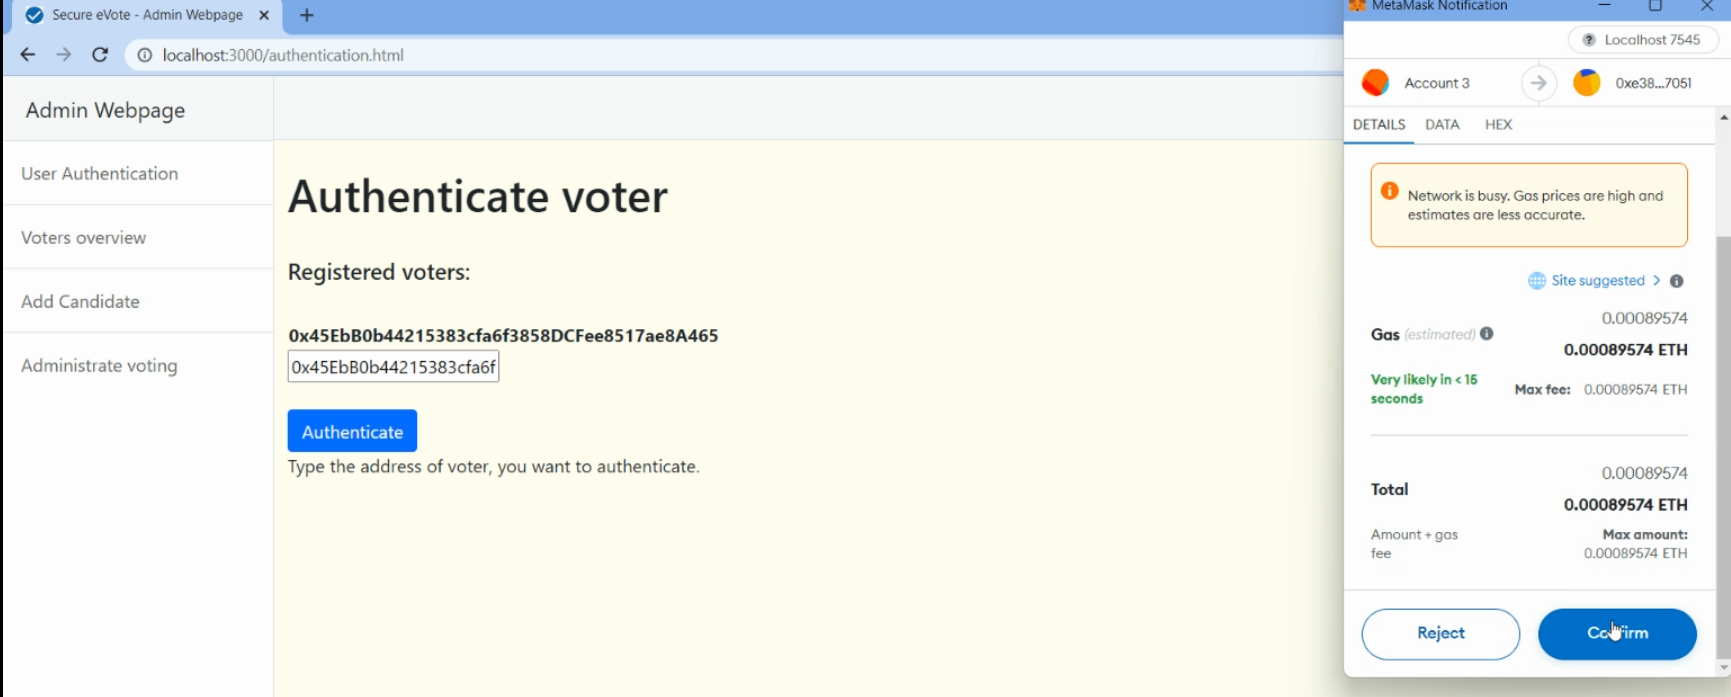 Secure eVote - Admin Webpage
localhost:3000/authentication.html
Admin Webpage
User Authentication
Voters overview
Add Candidate
Administrate voting
Authenticate voter
Registered voters:
0x45EbB0b44215383cfa6f3858DCFee8517ae8A465
0x45EbB0b44215383cfa6f
Authenticate
Type the address of voter, you want to authenticate.
MetaMask Notification
Localhost 7545
Account 3
0xe38...7051
DETAILS DATA HEX
Network is busy. Gas prices are high and
estimates are less accurate.
Site suggested >
0.00089574
Gas (estimated) 0.00089574 ETH
Very likely in < 15
seconds
Max fee: 0.00089574 ETH
0.00089574
Total 0.00089574 ETH
Amount + gas
fee
Max amount:
0.00089574 ETH
Reject